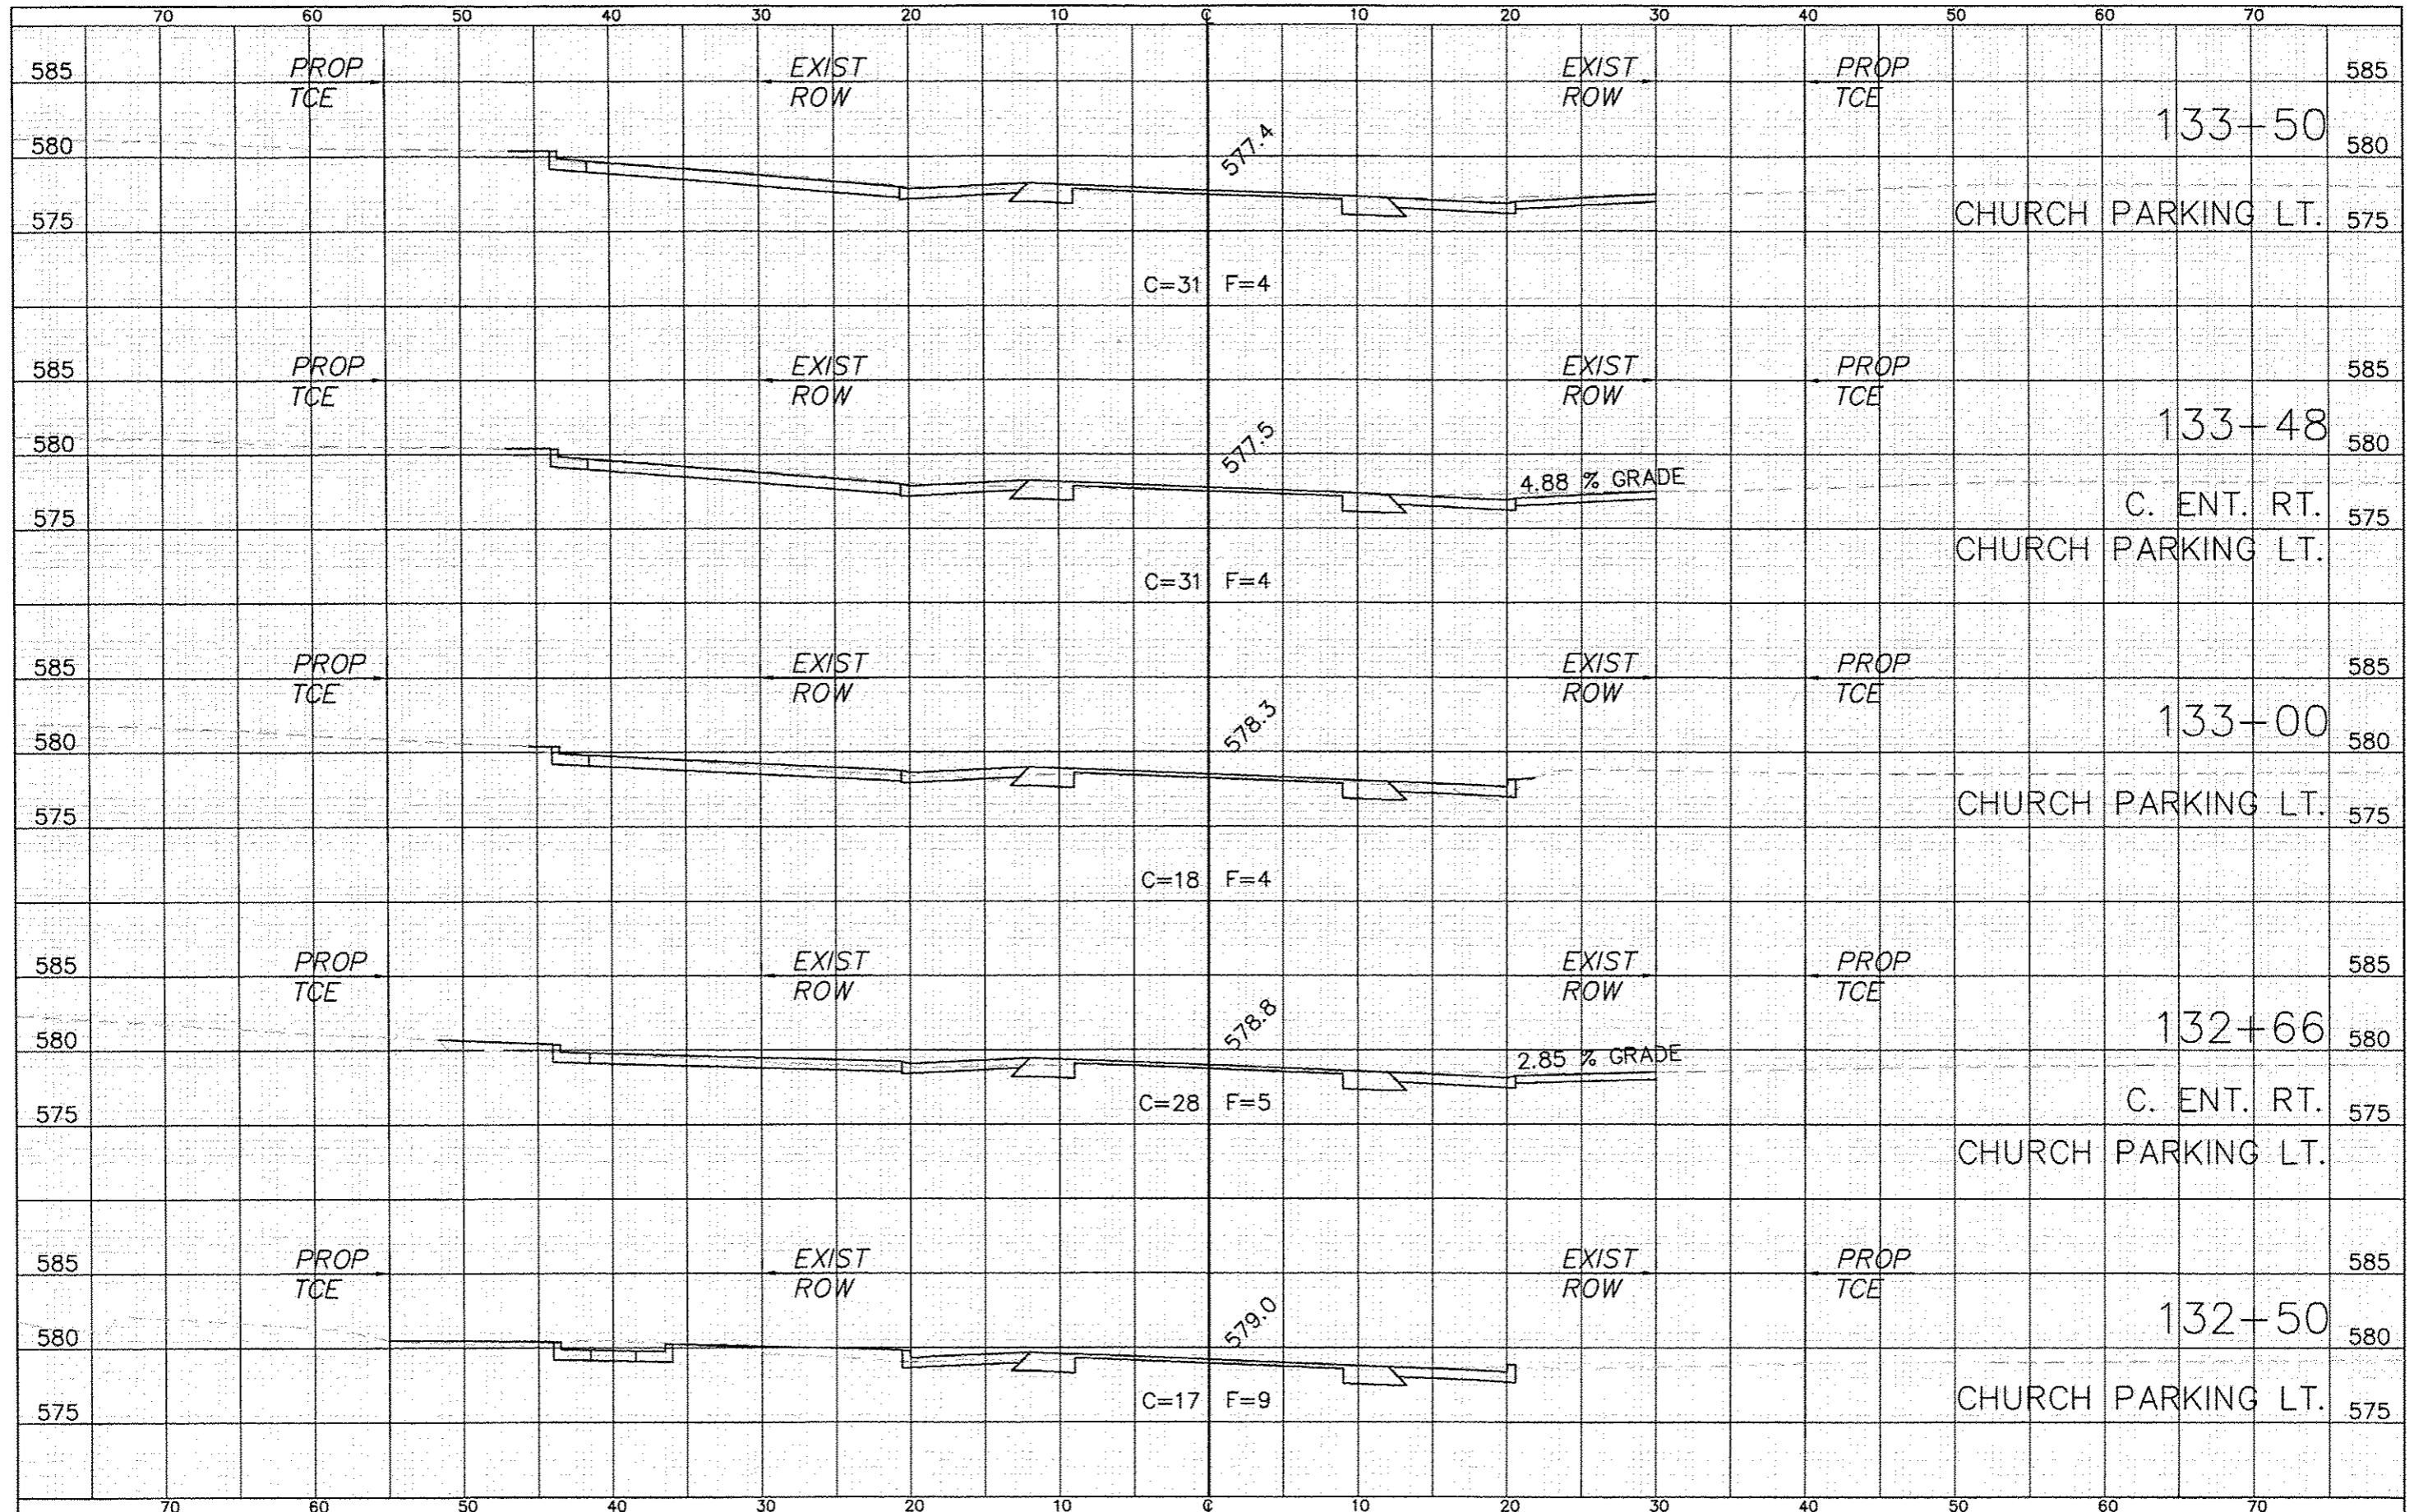 70 60 50 40 30 20 10 ℄ 10 20 30 40 50 60 70
585 PROP EXIST EXIST PROP 585
TCE ROW ROW TCE
133+50
580 577.4 580
CHURCH PARKING LT.
575 575
C=31 F=4
585 PROP EXIST EXIST PROP 585
TCE ROW ROW TCE
133+48
580 577.5 580
4.88 % GRADE
C. ENT. RT.
575 575
CHURCH PARKING LT.
C=31 F=4
585 PROP EXIST EXIST PROP 585
TCE ROW ROW TCE
133+00
580 578.3 580
CHURCH PARKING LT.
575 575
C=18 F=4
585 PROP EXIST EXIST PROP 585
TCE ROW ROW TCE
132+66
580 578.8 580
2.85 % GRADE
C=28 F=5 C. ENT. RT.
575 575
CHURCH PARKING LT.
585 PROP EXIST EXIST PROP 585
TCE ROW ROW TCE
132+50
580 579.0 580
C=17 F=9 CHURCH PARKING LT.
575 575
70 60 50 40 30 20 10 ℄ 10 20 30 40 50 60 70